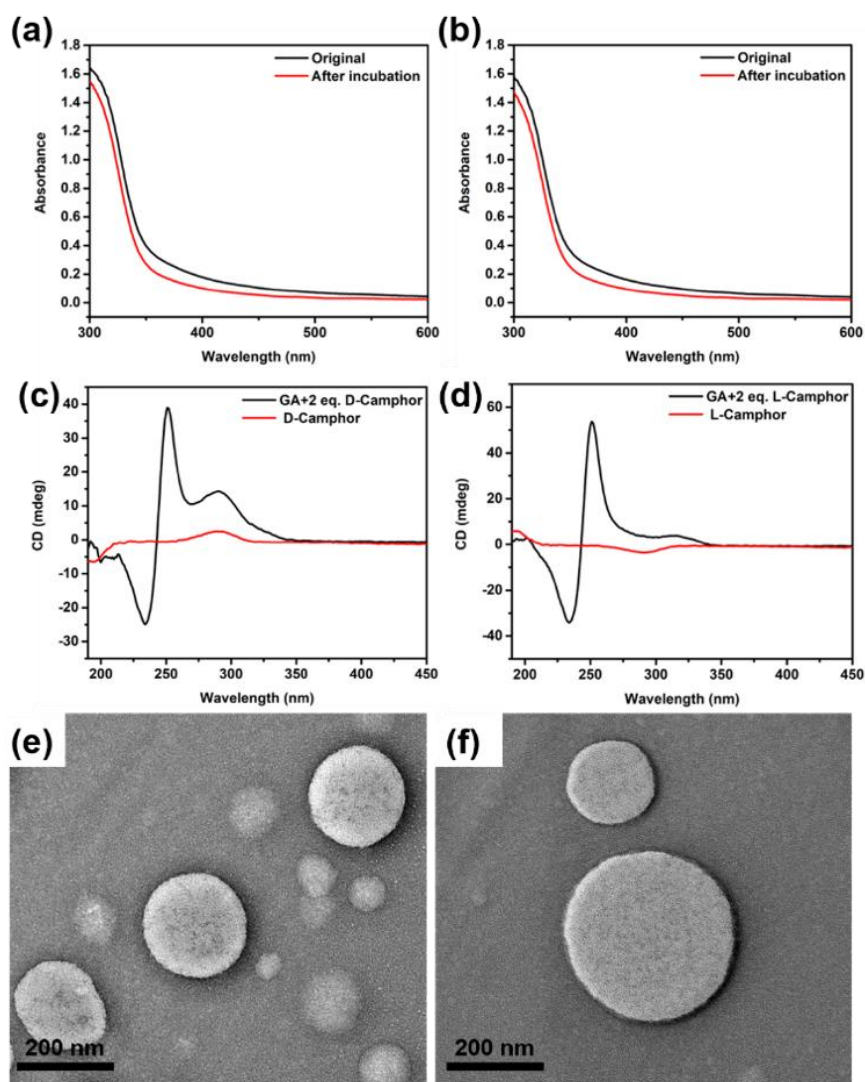 (a)
1.8
1.6
1.4
1.2
1.0
0.8
0.6
0.4
0.2
0.0
Absorbance
Original
After incubation
300 400 500 600
Wavelength (nm)
(b)
1.8
1.6
1.4
1.2
1.0
0.8
0.6
0.4
0.2
0.0
Absorbance
Original
After incubation
300 400 500 600
Wavelength (nm)
(c)
40
30
20
10
0
-10
-20
-30
CD (mdeg)
GA+2 eq. D-Camphor
D-Camphor
200 250 300 350 400 450
Wavelength (nm)
(d)
60
40
20
0
-20
-40
CD (mdeg)
GA+2 eq. L-Camphor
L-Camphor
200 250 300 350 400 450
Wavelength (nm)
(e)
200 nm
(f)
200 nm